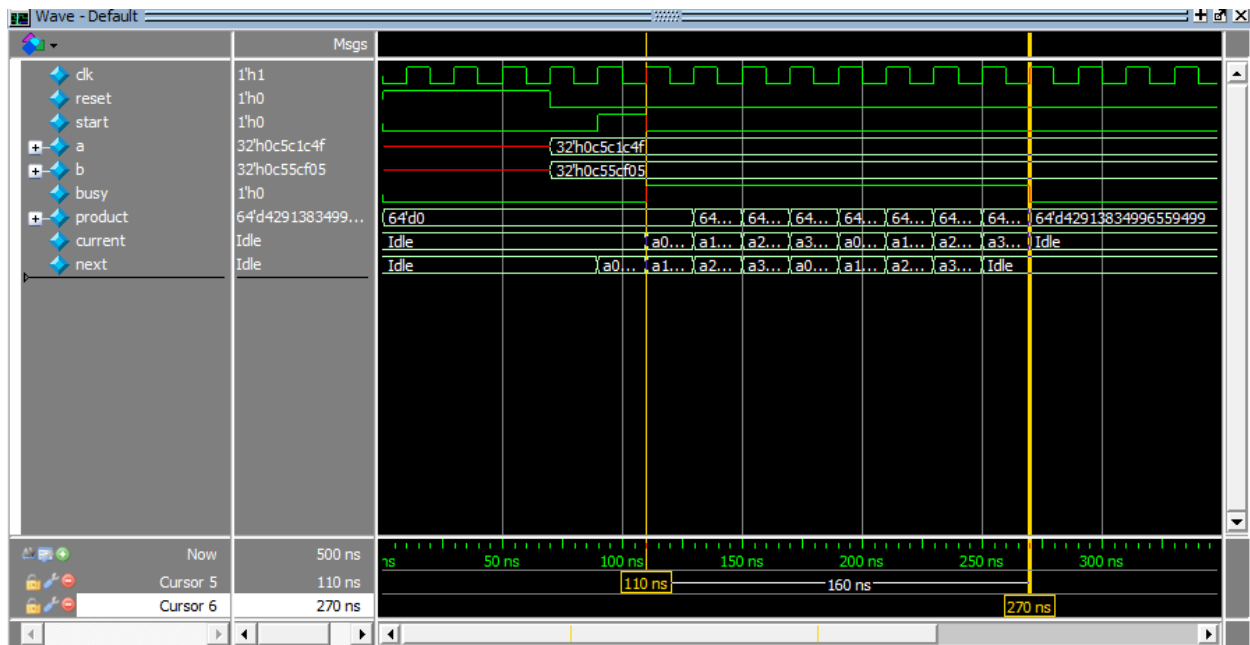 Wave - Default
Msgs
clk 1'h1
reset 1'h0
start 1'h0
a 32'h0c5c1c4f 32'h0c5c1c4f
b 32'h0c55cf05 32'h0c55cf05
busy 1'h0
product 64'd4291383499... 64'd0 64... 64... 64... 64... 64... 64... 64... 64'd42913834996559499
current Idle Idle a0... a1... a2... a3... a0... a1... a2... a3... Idle
next Idle Idle a0... a1... a2... a3... a0... a1... a2... a3... Idle
Now 500 ns ns 50 ns 100 ns 150 ns 200 ns 250 ns 300 ns
Cursor 5 110 ns 110 ns 160 ns
Cursor 6 270 ns 270 ns